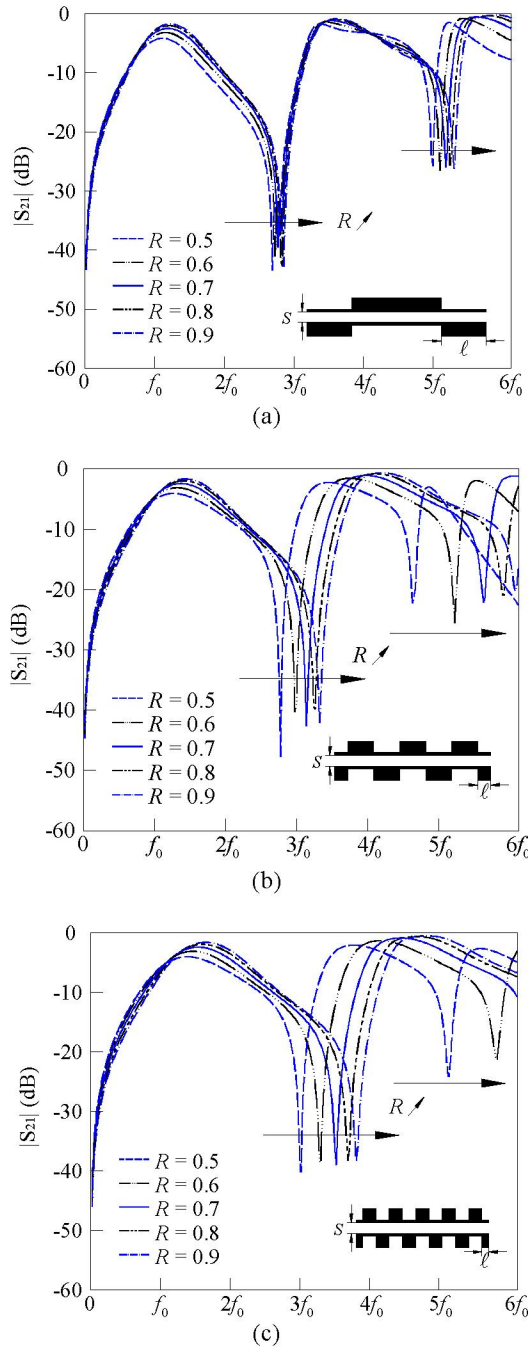 0
-10
-20
-30
-40
-50
-60
|S₂₁| (dB)
R = 0.5
R = 0.6
R = 0.7
R = 0.8
R = 0.9
R
S
ℓ
0 f₀ 2f₀ 3f₀ 4f₀ 5f₀ 6f₀
(a)
0
-10
-20
-30
-40
-50
-60
|S₂₁| (dB)
R
R = 0.5
R = 0.6
R = 0.7
R = 0.8
R = 0.9
S
ℓ
0 f₀ 2f₀ 3f₀ 4f₀ 5f₀ 6f₀
(b)
0
-10
-20
-30
-40
-50
-60
|S₂₁| (dB)
R
R = 0.5
R = 0.6
R = 0.7
R = 0.8
R = 0.9
S
ℓ
0 f₀ 2f₀ 3f₀ 4f₀ 5f₀ 6f₀
(c)